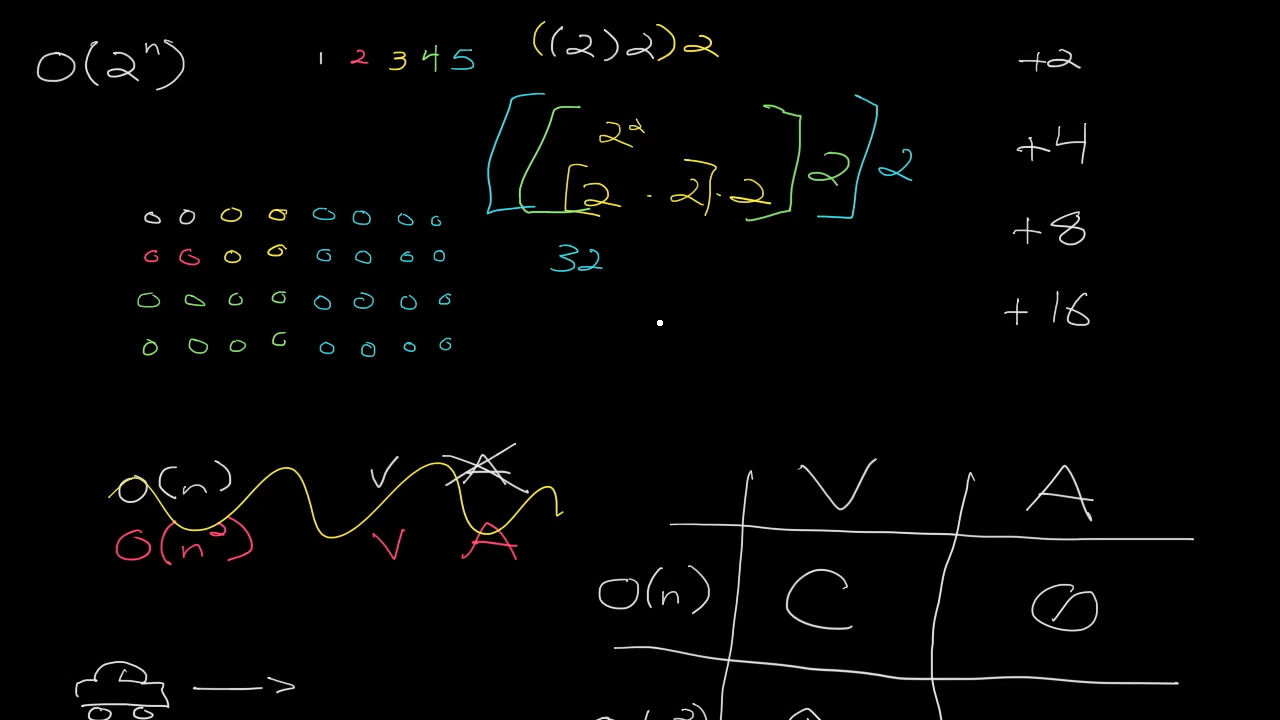 O(2ⁿ) 1 2 3 4 5 ((2)2)2 +2
2²
[([2 · 2] · 2) 2] 2 +4
+8
32
+16
O(n) V A
O(n²) V A
V A
O(n) C 0